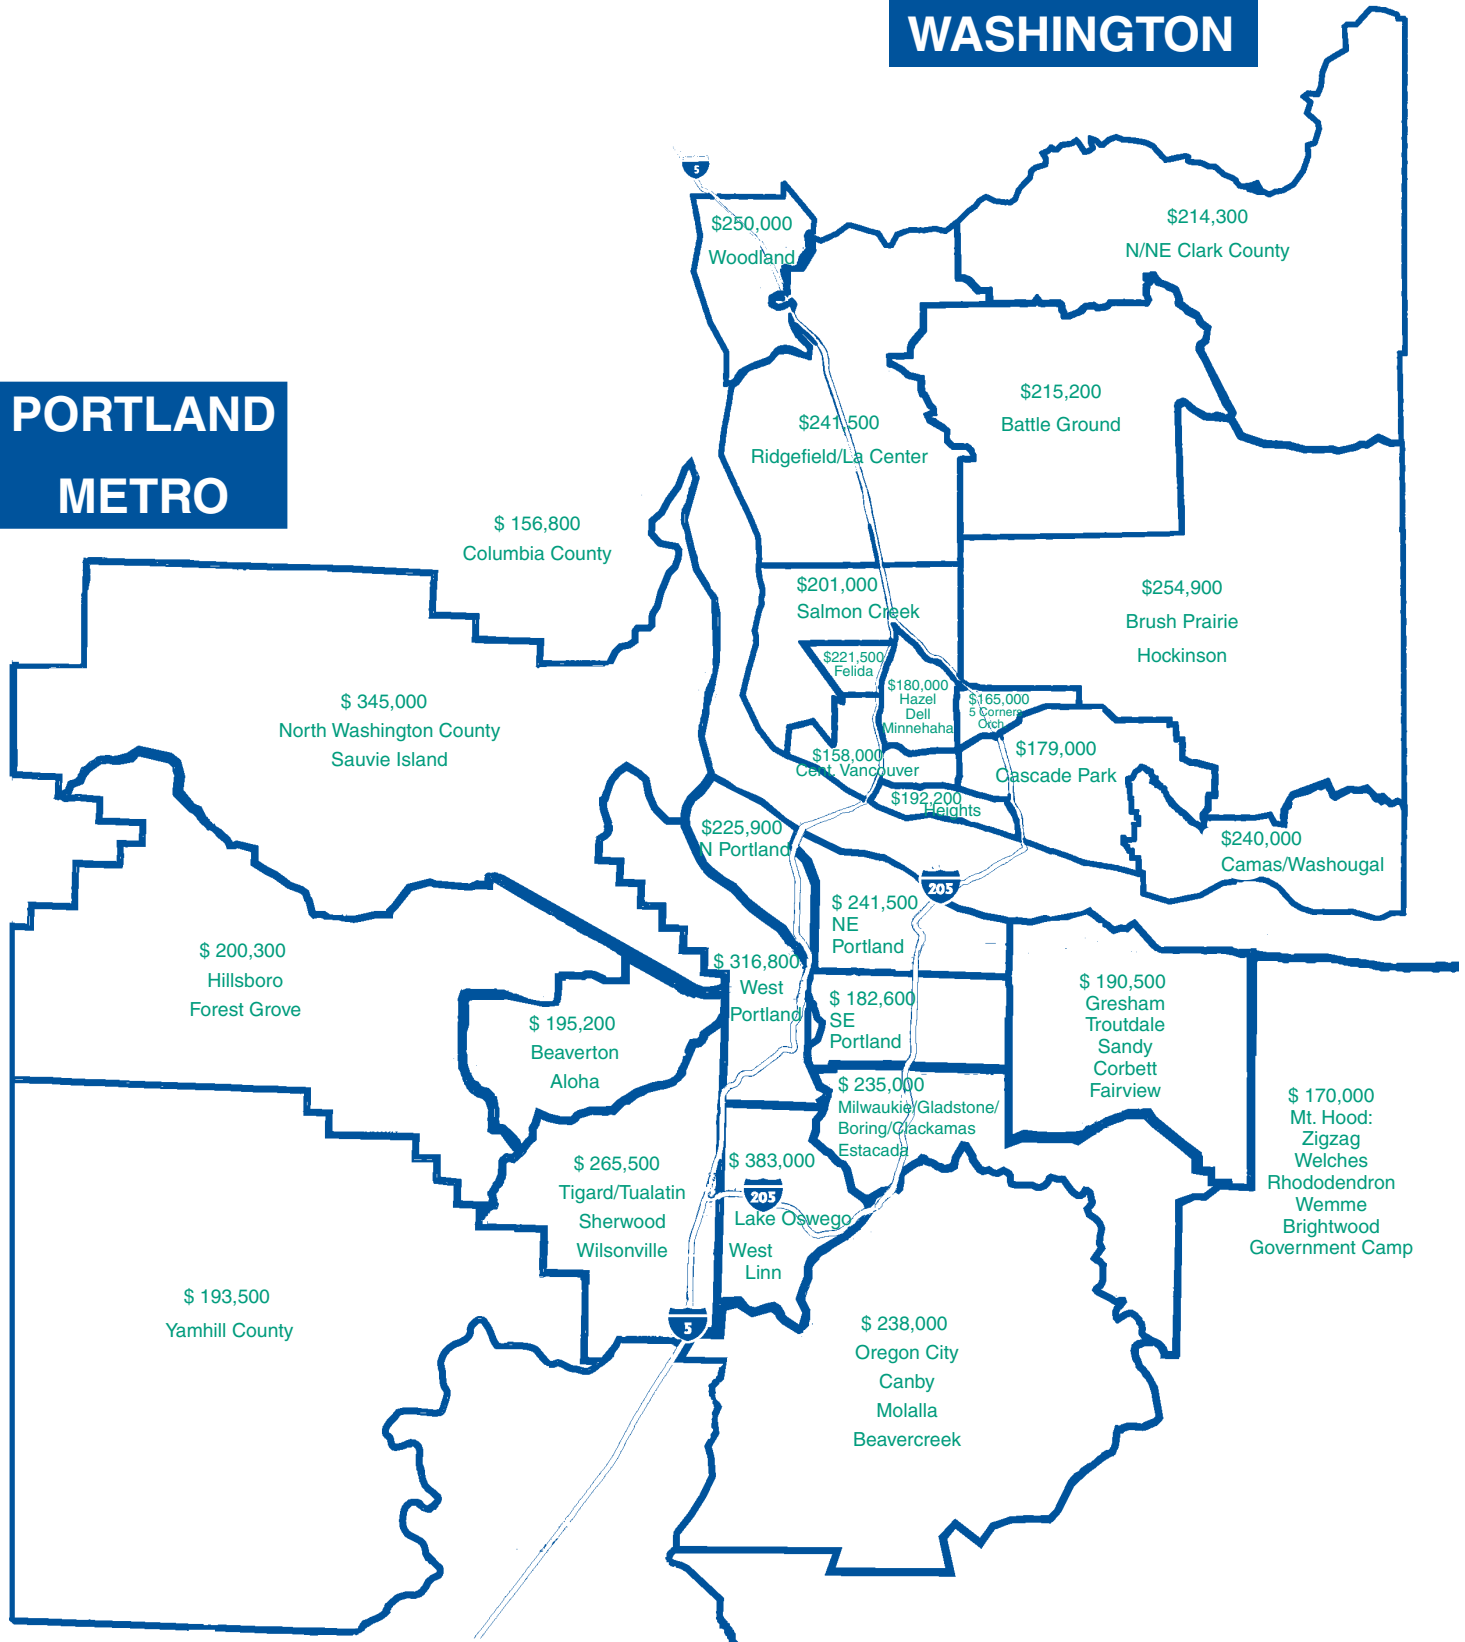 WASHINGTON
5
$250,000
Woodland
$214,300
N/NE Clark County
PORTLAND
METRO
$241,500
Ridgefield/La Center
$215,200
Battle Ground
$ 156,800
Columbia County
$201,000
Salmon Creek
$254,900
Brush Prairie
Hockinson
$221,500
Felida
$180,000
Hazel
Dell
Minnehaha
$165,000
5 Corners
Orch
$ 345,000
North Washington County
Sauvie Island
$158,000
Cent. Vancouver
$179,000
Cascade Park
$192,200
Heights
$225,900
N Portland
$240,000
Camas/Washougal
205
$ 241,500
NE
Portland
$ 200,300
Hillsboro
Forest Grove
$ 316,800
West
Portland
$ 182,600
SE
Portland
$ 190,500
Gresham
Troutdale
Sandy
Corbett
Fairview
$ 195,200
Beaverton
Aloha
$ 235,000
Milwaukie/Gladstone/
Boring/Clackamas
Estacada
$ 170,000
Mt. Hood:
Zigzag
Welches
Rhododendron
Wemme
Brightwood
Government Camp
$ 265,500
Tigard/Tualatin
Sherwood
Wilsonville
$ 383,000
205
Lake Oswego
West
Linn
$ 193,500
Yamhill County
5
$ 238,000
Oregon City
Canby
Molalla
Beavercreek